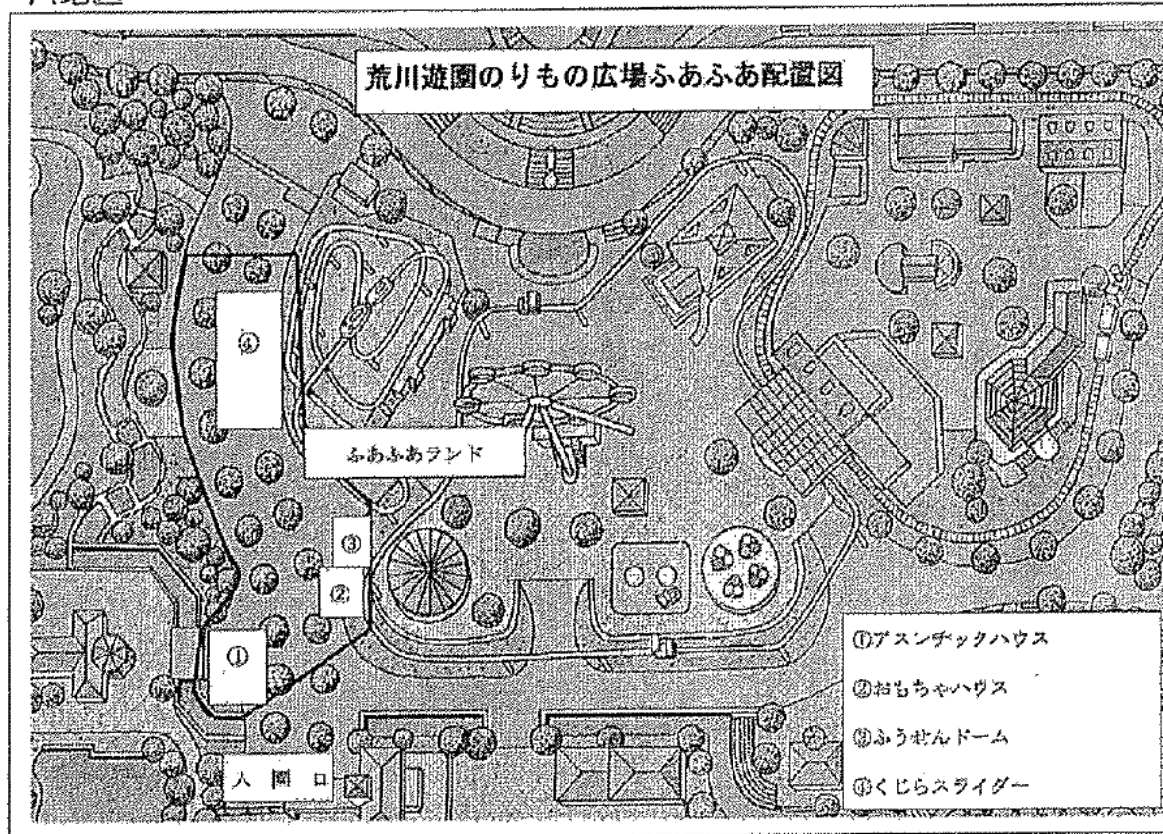 荒川遊園のりもの広場ふあふあ配置図
④
ふあふあランド
③
②
①
入園口
①アスレチックハウス
②おもちゃハウス
③ふうせんドーム
④くじらスライダー